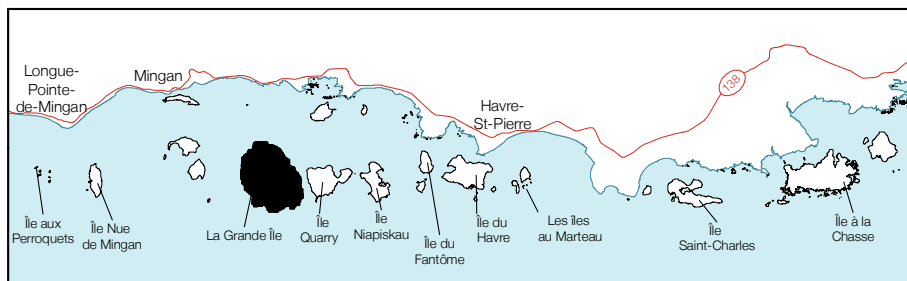 Longue-
Pointe-
de-Mingan
Mingan
138
Havre-
St-Pierre
Île aux
Perroquets
Île Nue
de Mingan
La Grande Île
Île
Quarry
Île
Niapiskau
Île du
Fantôme
Île du
Havre
Les îles
au Marteau
Île
Saint-Charles
Île à la
Chasse